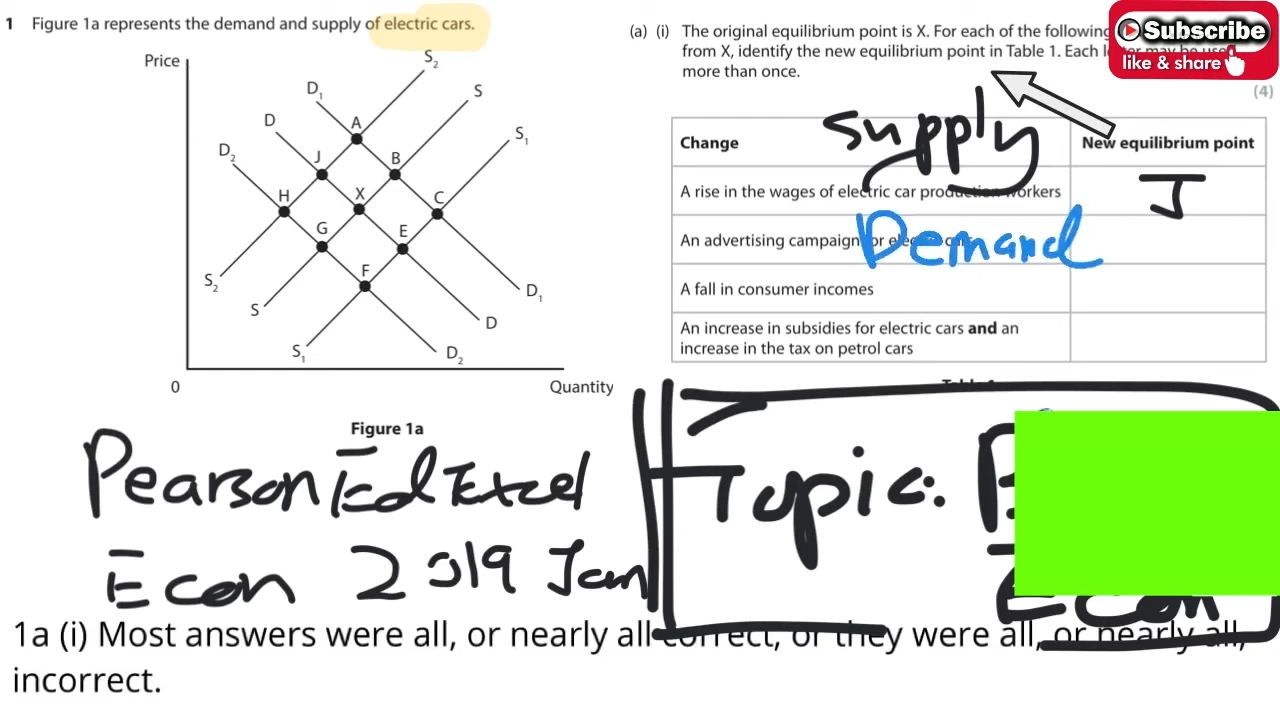 1 Figure 1a represents the demand and supply of electric cars.
Price
S2
D1
S
D
A
S1
D2
J
B
H
X
C
G
E
F
S2
S
D1
D
S1
D2
0
Quantity
Figure 1a
(a) (i) The original equilibrium point is X. For each of the following
from X, identify the new equilibrium point in Table 1. Each
more than once.
(4)
Subscribe
like & share
Change
New equilibrium point
supply
A rise in the wages of electric car production workers
J
An advertising campaign for electric cars
Demand
A fall in consumer incomes
An increase in subsidies for electric cars and an
increase in the tax on petrol cars
Pearson EdExcel
Econ 2019 Jan
Topic:
Econ
1a (i) Most answers were all, or nearly all correct, or they were all, or nearly all,
incorrect.